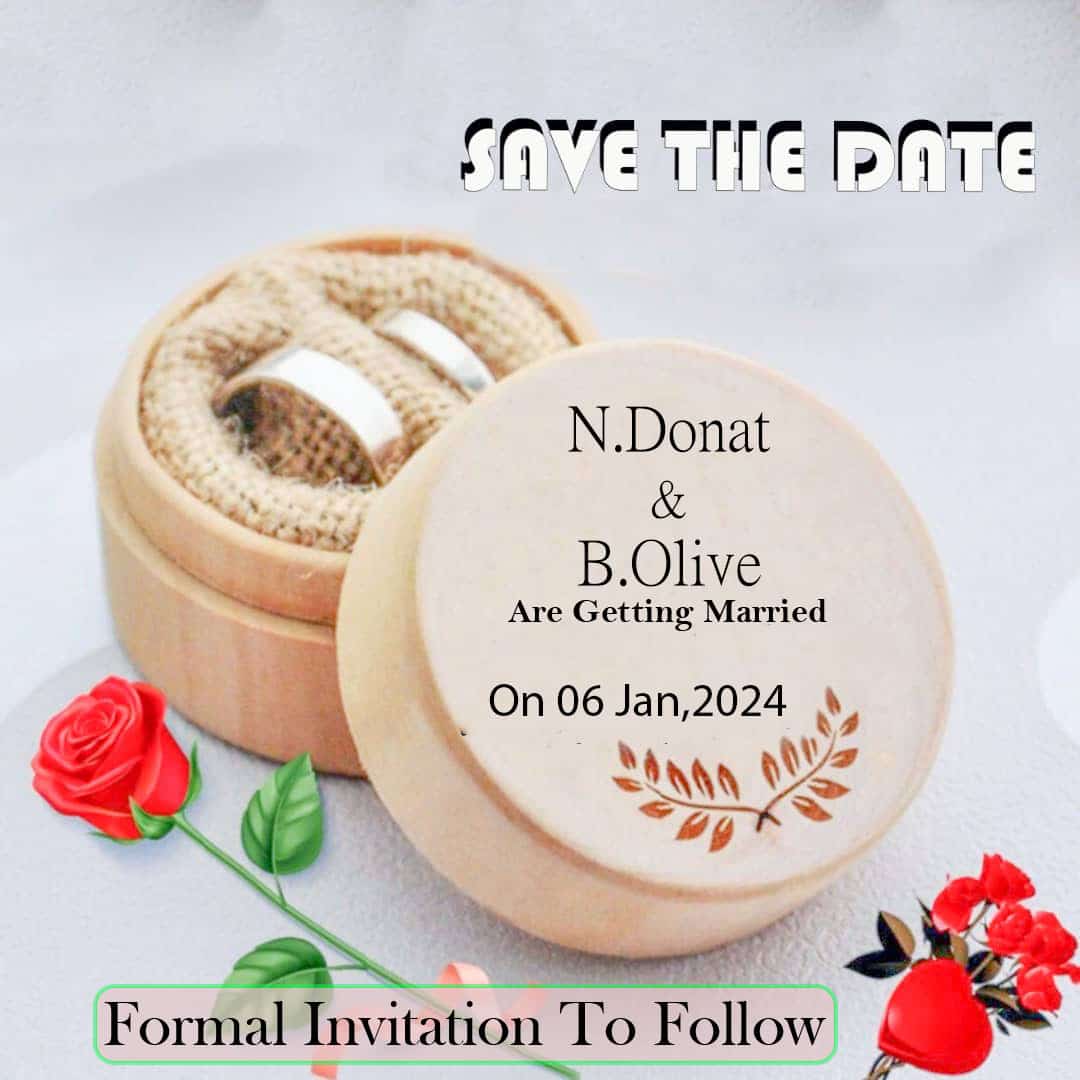 SAVE THE DATE
N.Donat
&
B.Olive
Are Getting Married
On 06 Jan,2024
Formal Invitation To Follow